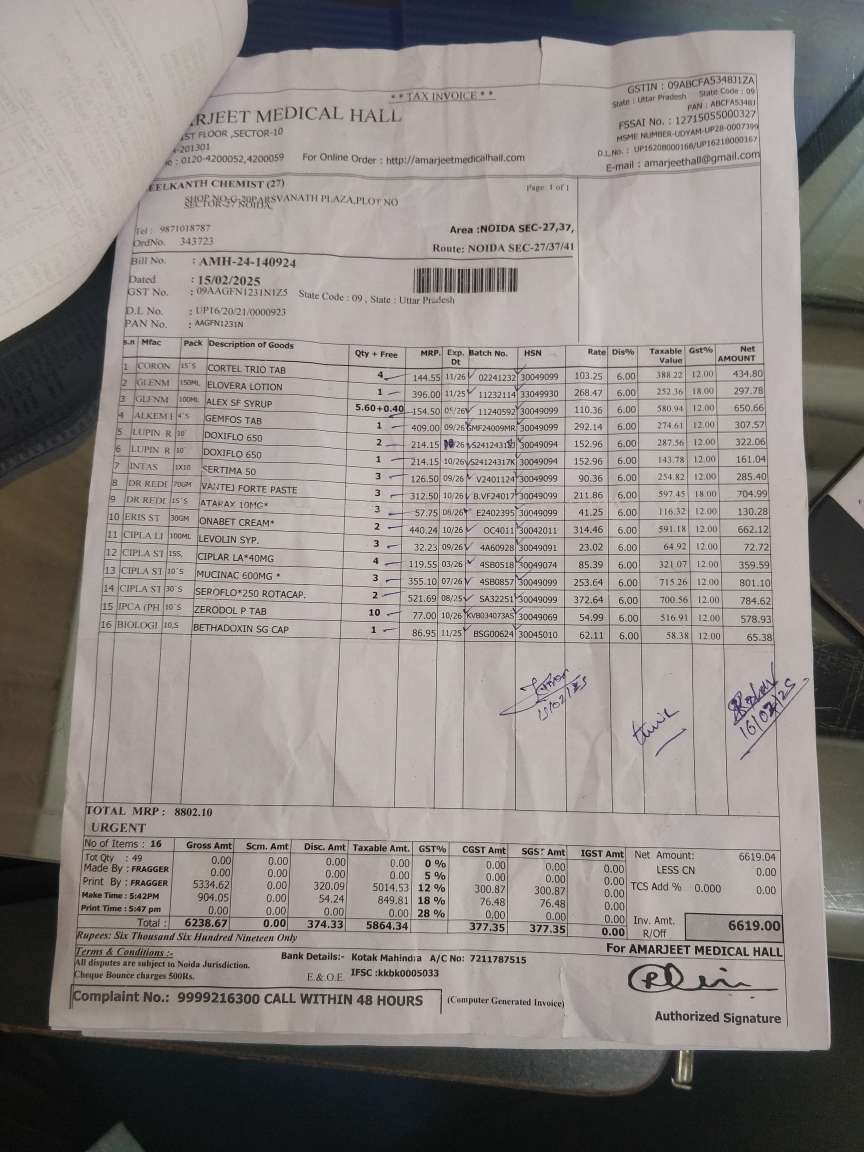 * * TAX INVOICE * *
RJEET MEDICAL HALL
ST FLOOR ,SECTOR-10
-201301
: 0120-4200052,4200059 For Online Order : http://amarjeetmedicalhall.com
GSTIN : 09ABCFA5348J1ZA
State : Uttar Pradesh State Code : 09
PAN : ABCFA5348J
FSSAI No. : 12715055000327
MSME NUMBER-UDYAM-UP28-0007399
D.L.No. : UP1620B000168/UP1621B000167
E-mail : amarjeethall@gmail.com
EELKANTH CHEMIST (27) Page: 1 of 1
SHOP NO-G-20PARSVANATH PLAZA,PLOT NO
SECTOR-27 NOIDA,
Tel : 9871018787 Area :NOIDA SEC-27,37,
OrdNo. 343723 Route: NOIDA SEC-27/37/41
Bill No. : AMH-24-140924
Dated : 15/02/2025
GST No. : 09AAGFN1231N1Z5 State Code : 09 , State : Uttar Pradesh
D.L No. : UP16/20/21/0000923
PAN No. : AAGFN1231N
s.n Mfac Pack Description of Goods Qty + Free MRP. Exp. Dt Batch No. HSN Rate Dis% Taxable Value Gst% Net AMOUNT
1 CORON 15`S CORTEL TRIO TAB 4 144.55 11/26 02241232 30049099 103.25 6.00 388.22 12.00 434.80
2 GLENM 150ML ELOVERA LOTION 1 396.00 11/25 11232114 33049930 268.47 6.00 252.36 18.00 297.78
3 GLENM 100ML ALEX SF SYRUP 5.60+0.40 154.50 05/26 11240592 30049099 110.36 6.00 580.94 12.00 650.66
4 ALKEM 4`S GEMFOS TAB 1 409.00 09/26 GMF24009MR 30049099 292.14 6.00 274.61 12.00 307.57
5 LUPIN R 10` DOXIFLO 650 2 214.15 /26 30049094 152.96 6.00 287.56 12.00 322.06
6 LUPIN R 10` DOXIFLO 650 1 214.15 10/26 VS24124317K 30049094 152.96 6.00 143.78 12.00 161.04
7 INTAS 1X10 SERTIMA 50 3 126.50 09/26 V2401124 30049099 90.36 6.00 254.82 12.00 285.40
8 DR REDI 70GM VANTEJ FORTE PASTE 3 312.50 10/26 B.VF24017 30049099 211.86 6.00 597.45 18.00 704.99
9 DR REDI 15`S ATARAX 10MG* 3 57.75 08/26 E2402395 30049099 41.25 6.00 116.32 12.00 130.28
10 ERIS ST 30GM ONABET CREAM* 2 440.24 10/26 OC4011 30042011 314.46 6.00 591.18 12.00 662.12
11 CIPLA LI 100ML LEVOLIN SYP. 3 32.23 09/26 4A60928 30049091 23.02 6.00 64.92 12.00 72.72
12 CIPLA ST 15S, CIPLAR LA*40MG 4 119.55 03/26 4SB0518 30049074 85.39 6.00 321.07 12.00 359.59
13 CIPLA ST 10`S MUCINAC 600MG * 3 355.10 07/26 4SB0857 30049099 253.64 6.00 715.26 12.00 801.10
14 CIPLA ST 30`S SEROFLO*250 ROTACAP. 2 521.69 08/25 SA32251 30049099 372.64 6.00 700.56 12.00 784.62
15 IPCA (PH 10`S ZERODOL P TAB 10 77.00 10/26 KVB034073AS 30049069 54.99 6.00 516.91 12.00 578.93
16 BIOLOGI 10,S BETHADOXIN SG CAP 1 86.95 11/25 BSG00624 30045010 62.11 6.00 58.38 12.00 65.38
15/02/25
16/02/25
TOTAL MRP : 8802.10
URGENT
No of Items : 16 Gross Amt Scm. Amt Disc. Amt Taxable Amt. GST% CGST Amt SGST Amt IGST Amt Net Amount: 6619.04
Tot Qty : 49 0.00 0.00 0.00 0.00 0 % 0.00 0.00 0.00 LESS CN 0.00
Made By : FRAGGER 0.00 0.00 0.00 0.00 5 % 0.00 0.00 0.00 TCS Add % 0.000 0.00
Print By : FRAGGER 5334.62 0.00 320.09 5014.53 12 % 300.87 300.87 0.00
Make Time : 5:42PM 904.05 0.00 54.24 849.81 18 % 76.48 76.48 0.00
Print Time : 5:47 pm 0.00 0.00 0.00 0.00 28 % 0.00 0.00 0.00
Total : 6238.67 0.00 374.33 5864.34 377.35 377.35 0.00 Inv. Amt. R/Off 6619.00
Rupees: Six Thousand Six Hundred Nineteen Only
For AMARJEET MEDICAL HALL
Terms & Conditions :- Bank Details:- Kotak Mahindra A/C No: 7211787515
All disputes are subject to Noida Jurisdiction.
Cheque Bounce charges 500Rs. E.& O.E. IFSC :kkbk0005033
Complaint No.: 9999216300 CALL WITHIN 48 HOURS (Computer Generated Invoice)
Authorized Signature